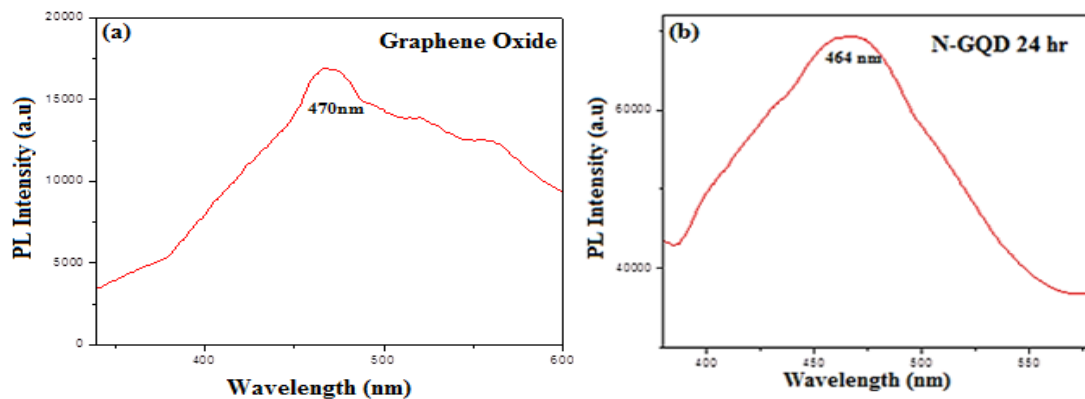 (a)
Graphene Oxide
470nm
PL Intensity (a.u)
20000
15000
10000
5000
0
400
500
600
Wavelength (nm)
(b)
N-GQD 24 hr
464 nm
PL Intensity (a.u)
60000
40000
400
450
500
550
Wavelength (nm)